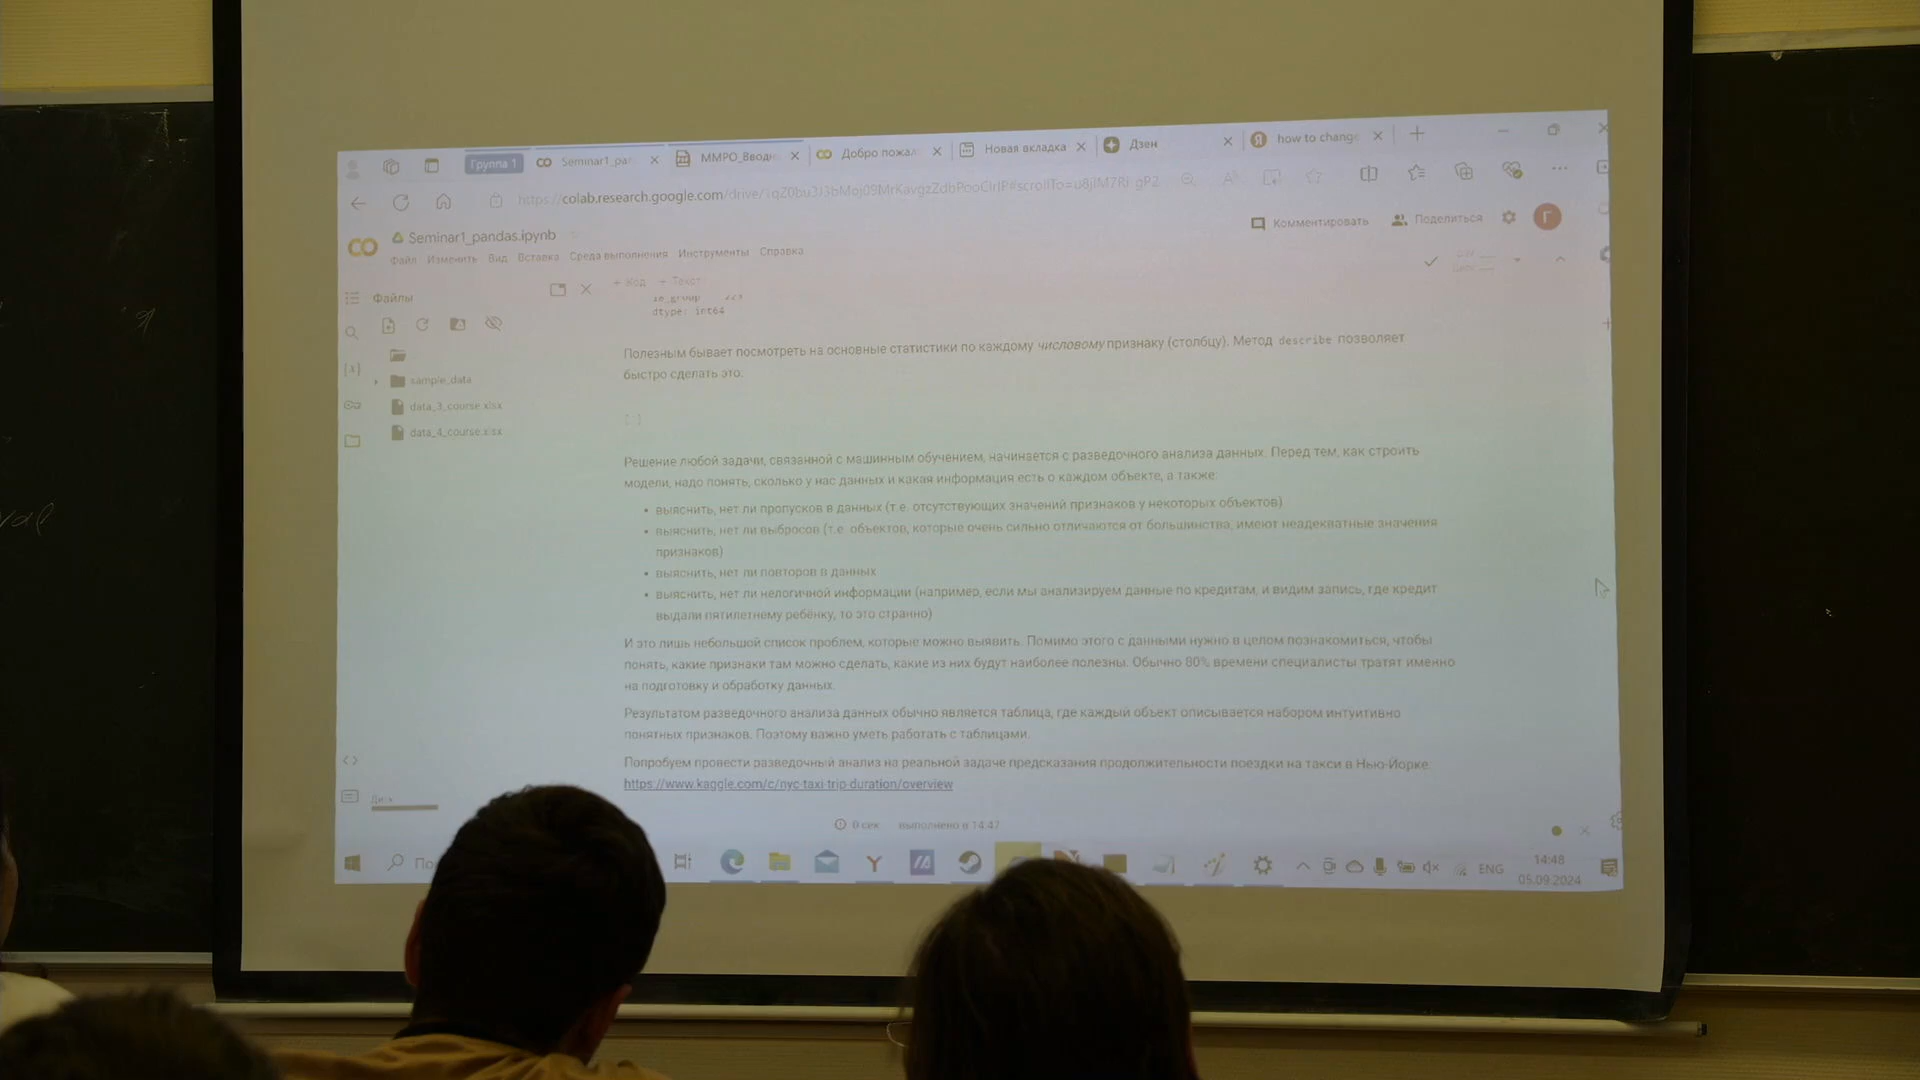 Группа 1
Seminar1_pa
ММРО_Вводн
Добро пожал
Новая вкладка
Дзен
how to change
https://colab.research.google.com/drive/
Seminar1_pandas.ipynb
Комментировать
Поделиться
Г
Файл Изменить Вид Вставка Среда выполнения Инструменты Справка
+ Код + Текст
Файлы
dtype: int64
sample_data
data_3_course.xlsx
data_4_course.xlsx
Полезным бывает посмотреть на основные статистики по каждому числовому признаку (столбцу). Метод describe позволяет
быстро сделать это.
[ ]
Решение любой задачи, связанной с машинным обучением, начинается с разведочного анализа данных. Перед тем, как строить
модели, надо понять, сколько у нас данных и какая информация есть о каждом объекте, а также:
• выяснить, нет ли пропусков в данных (т.е. отсутствующих значений признаков у некоторых объектов)
• выяснить, нет ли выбросов (т.е. объектов, которые очень сильно отличаются от большинства, имеют неадекватные значения
признаков)
• выяснить, нет ли повторов в данных
• выяснить, нет ли нелогичной информации (например, если мы анализируем данные по кредитам, и видим запись, где кредит
выдали пятилетнему ребёнку, то это странно)
И это лишь небольшой список проблем, которые можно выявить. Помимо этого с данными нужно в целом познакомиться, чтобы
понять, какие признаки там можно сделать, какие из них будут наиболее полезны. Обычно 80% времени специалисты тратят именно
на подготовку и обработку данных.
Результатом разведочного анализа данных обычно является таблица, где каждый объект описывается набором интуитивно
понятных признаков. Поэтому важно уметь работать с таблицами.
Попробуем провести разведочный анализ на реальной задаче предсказания продолжительности поездки на такси в Нью-Йорке:
https://www.kaggle.com/c/nyc-taxi-trip-duration/overview
Диск
0 сек. выполнено в 14:47
По
ENG
14:48
05.09.2024